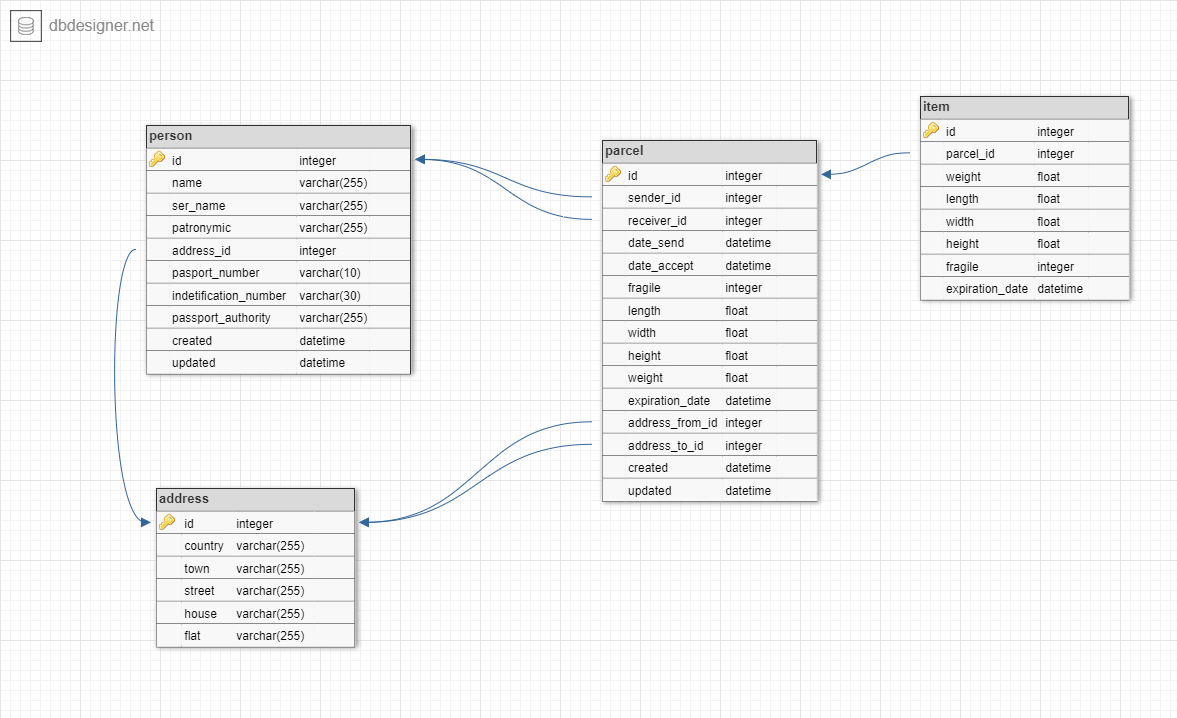 dbdesigner.net
person
id integer
name varchar(255)
ser_name varchar(255)
patronymic varchar(255)
address_id integer
pasport_number varchar(10)
indetification_number varchar(30)
passport_authority varchar(255)
created datetime
updated datetime
parcel
id integer
sender_id integer
receiver_id integer
date_send datetime
date_accept datetime
fragile integer
length float
width float
height float
weight float
expiration_date datetime
address_from_id integer
address_to_id integer
created datetime
updated datetime
item
id integer
parcel_id integer
weight float
length float
width float
height float
fragile integer
expiration_date datetime
address
id integer
country varchar(255)
town varchar(255)
street varchar(255)
house varchar(255)
flat varchar(255)